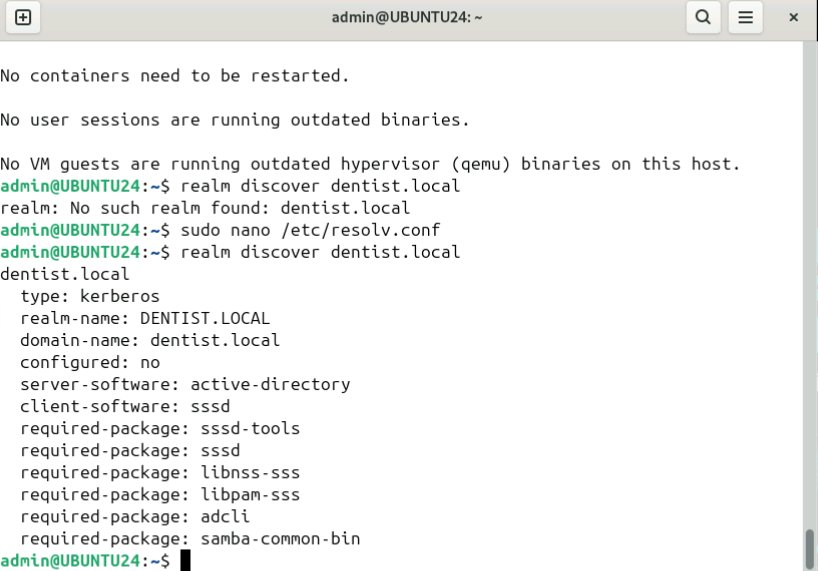 admin@UBUNTU24: ~
No containers need to be restarted.
No user sessions are running outdated binaries.
No VM guests are running outdated hypervisor (qemu) binaries on this host.
admin@UBUNTU24:~$ realm discover dentist.local
realm: No such realm found: dentist.local
admin@UBUNTU24:~$ sudo nano /etc/resolv.conf
admin@UBUNTU24:~$ realm discover dentist.local
dentist.local
  type: kerberos
  realm-name: DENTIST.LOCAL
  domain-name: dentist.local
  configured: no
  server-software: active-directory
  client-software: sssd
  required-package: sssd-tools
  required-package: sssd
  required-package: libnss-sss
  required-package: libpam-sss
  required-package: adcli
  required-package: samba-common-bin
admin@UBUNTU24:~$